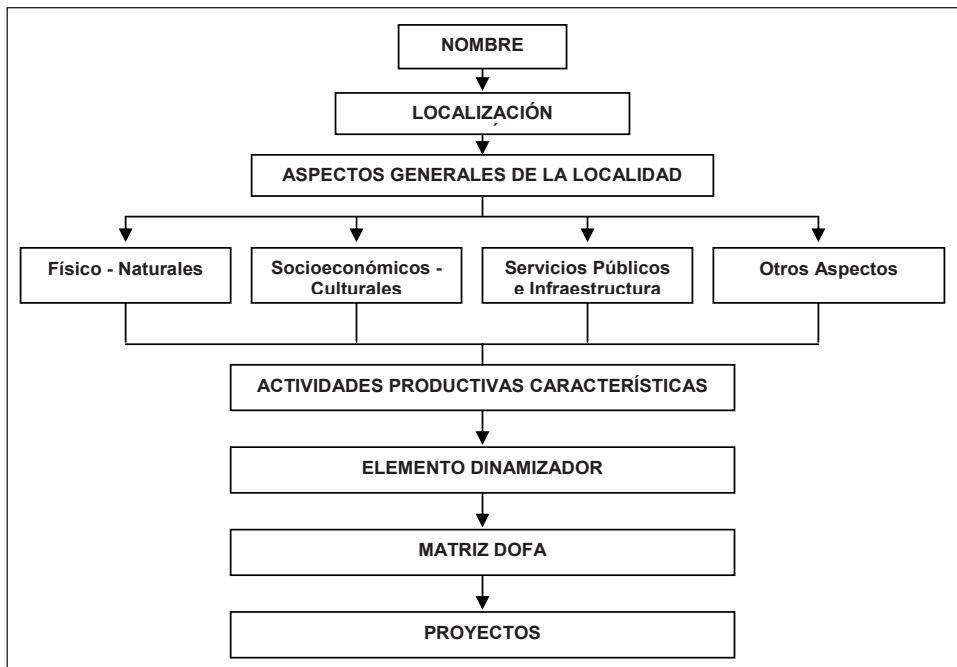 NOMBRE
LOCALIZACIÓN
ASPECTOS GENERALES DE LA LOCALIDAD
Físico - Naturales
Socioeconómicos -
Culturales
Servicios Públicos
e Infraestructura
Otros Aspectos
ACTIVIDADES PRODUCTIVAS CARACTERÍSTICAS
ELEMENTO DINAMIZADOR
MATRIZ DOFA
PROYECTOS